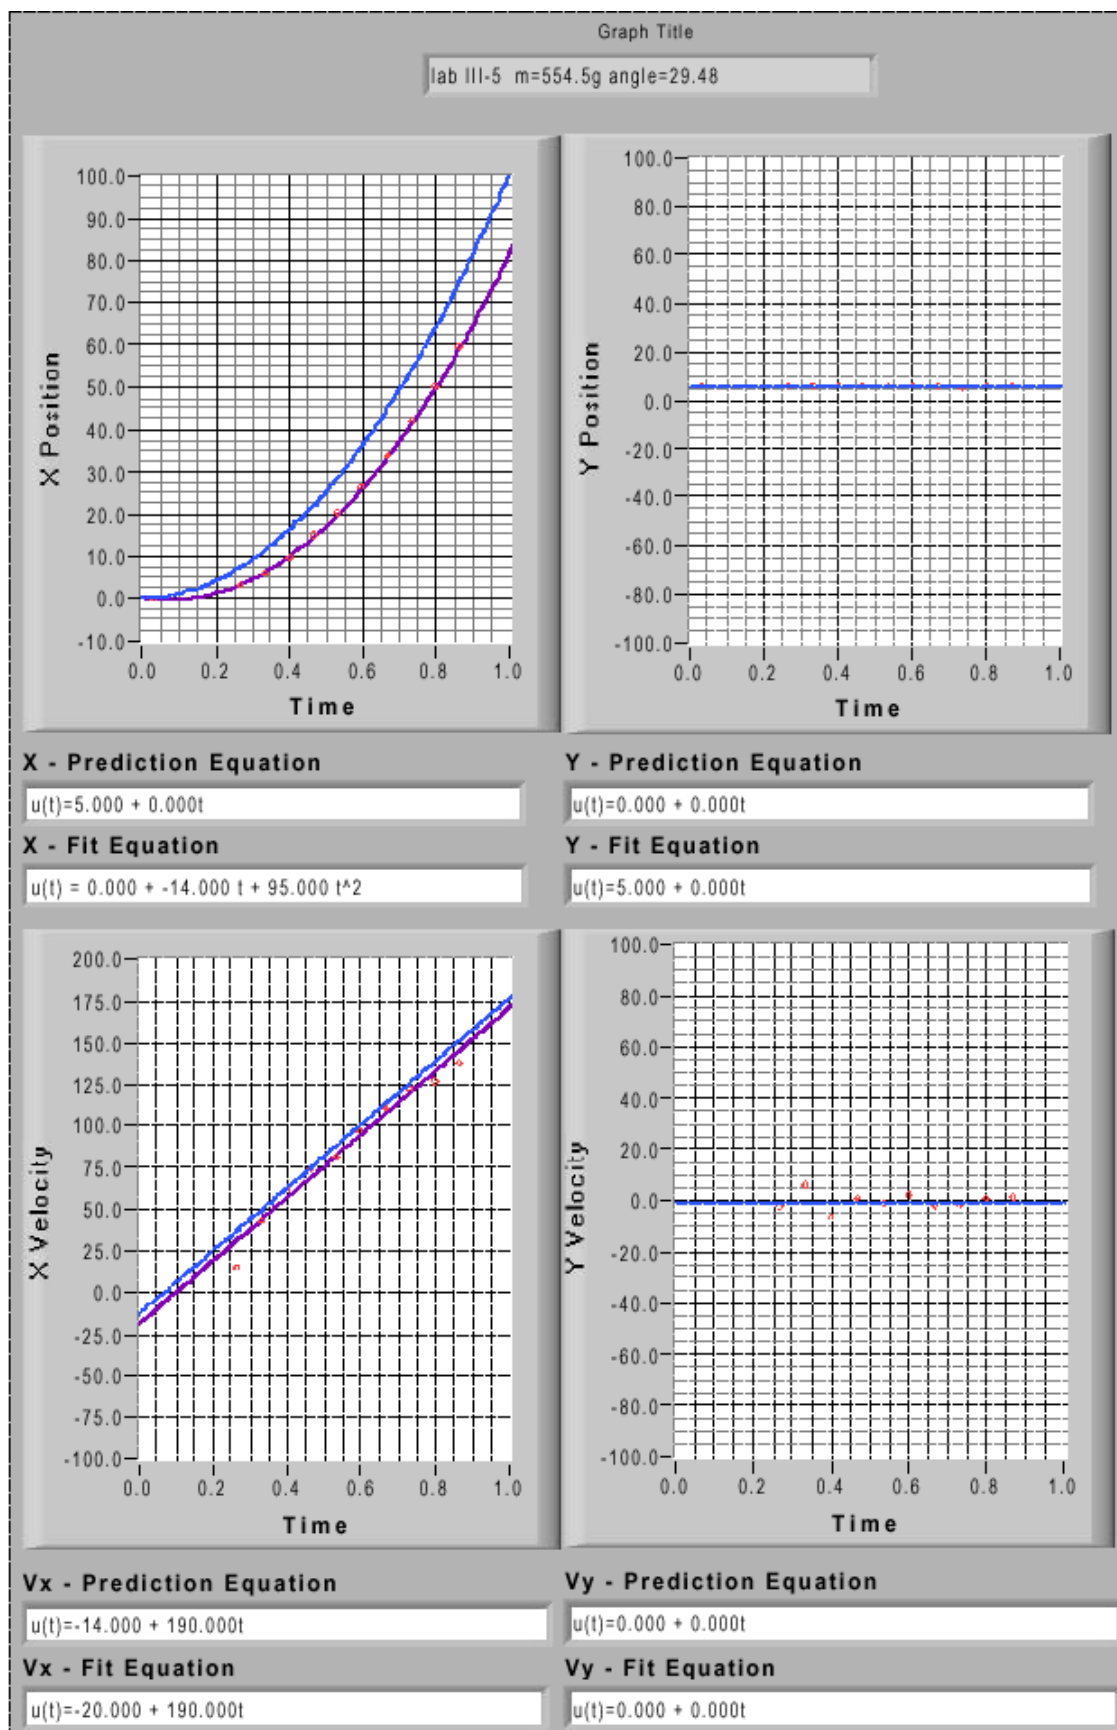 Graph Title
lab III-5 m=554.5g angle=29.48
100.0
90.0
80.0
70.0
60.0
50.0
40.0
30.0
20.0
10.0
0.0
-10.0
X Position
0.0 0.2 0.4 0.6 0.8 1.0
Time
100.0
80.0
60.0
40.0
20.0
0.0
-20.0
-40.0
-60.0
-80.0
-100.0
Y Position
0.0 0.2 0.4 0.6 0.8 1.0
Time
X - Prediction Equation
u(t)=5.000 + 0.000t
X - Fit Equation
u(t) = 0.000 + -14.000 t + 95.000 t^2
Y - Prediction Equation
u(t)=0.000 + 0.000t
Y - Fit Equation
u(t)=5.000 + 0.000t
200.0
175.0
150.0
125.0
100.0
75.0
50.0
25.0
0.0
-25.0
-50.0
-75.0
-100.0
X Velocity
0.0 0.2 0.4 0.6 0.8 1.0
Time
100.0
80.0
60.0
40.0
20.0
0.0
-20.0
-40.0
-60.0
-80.0
-100.0
Y Velocity
0.0 0.2 0.4 0.6 0.8 1.0
Time
Vx - Prediction Equation
u(t)=-14.000 + 190.000t
Vx - Fit Equation
u(t)=-20.000 + 190.000t
Vy - Prediction Equation
u(t)=0.000 + 0.000t
Vy - Fit Equation
u(t)=0.000 + 0.000t